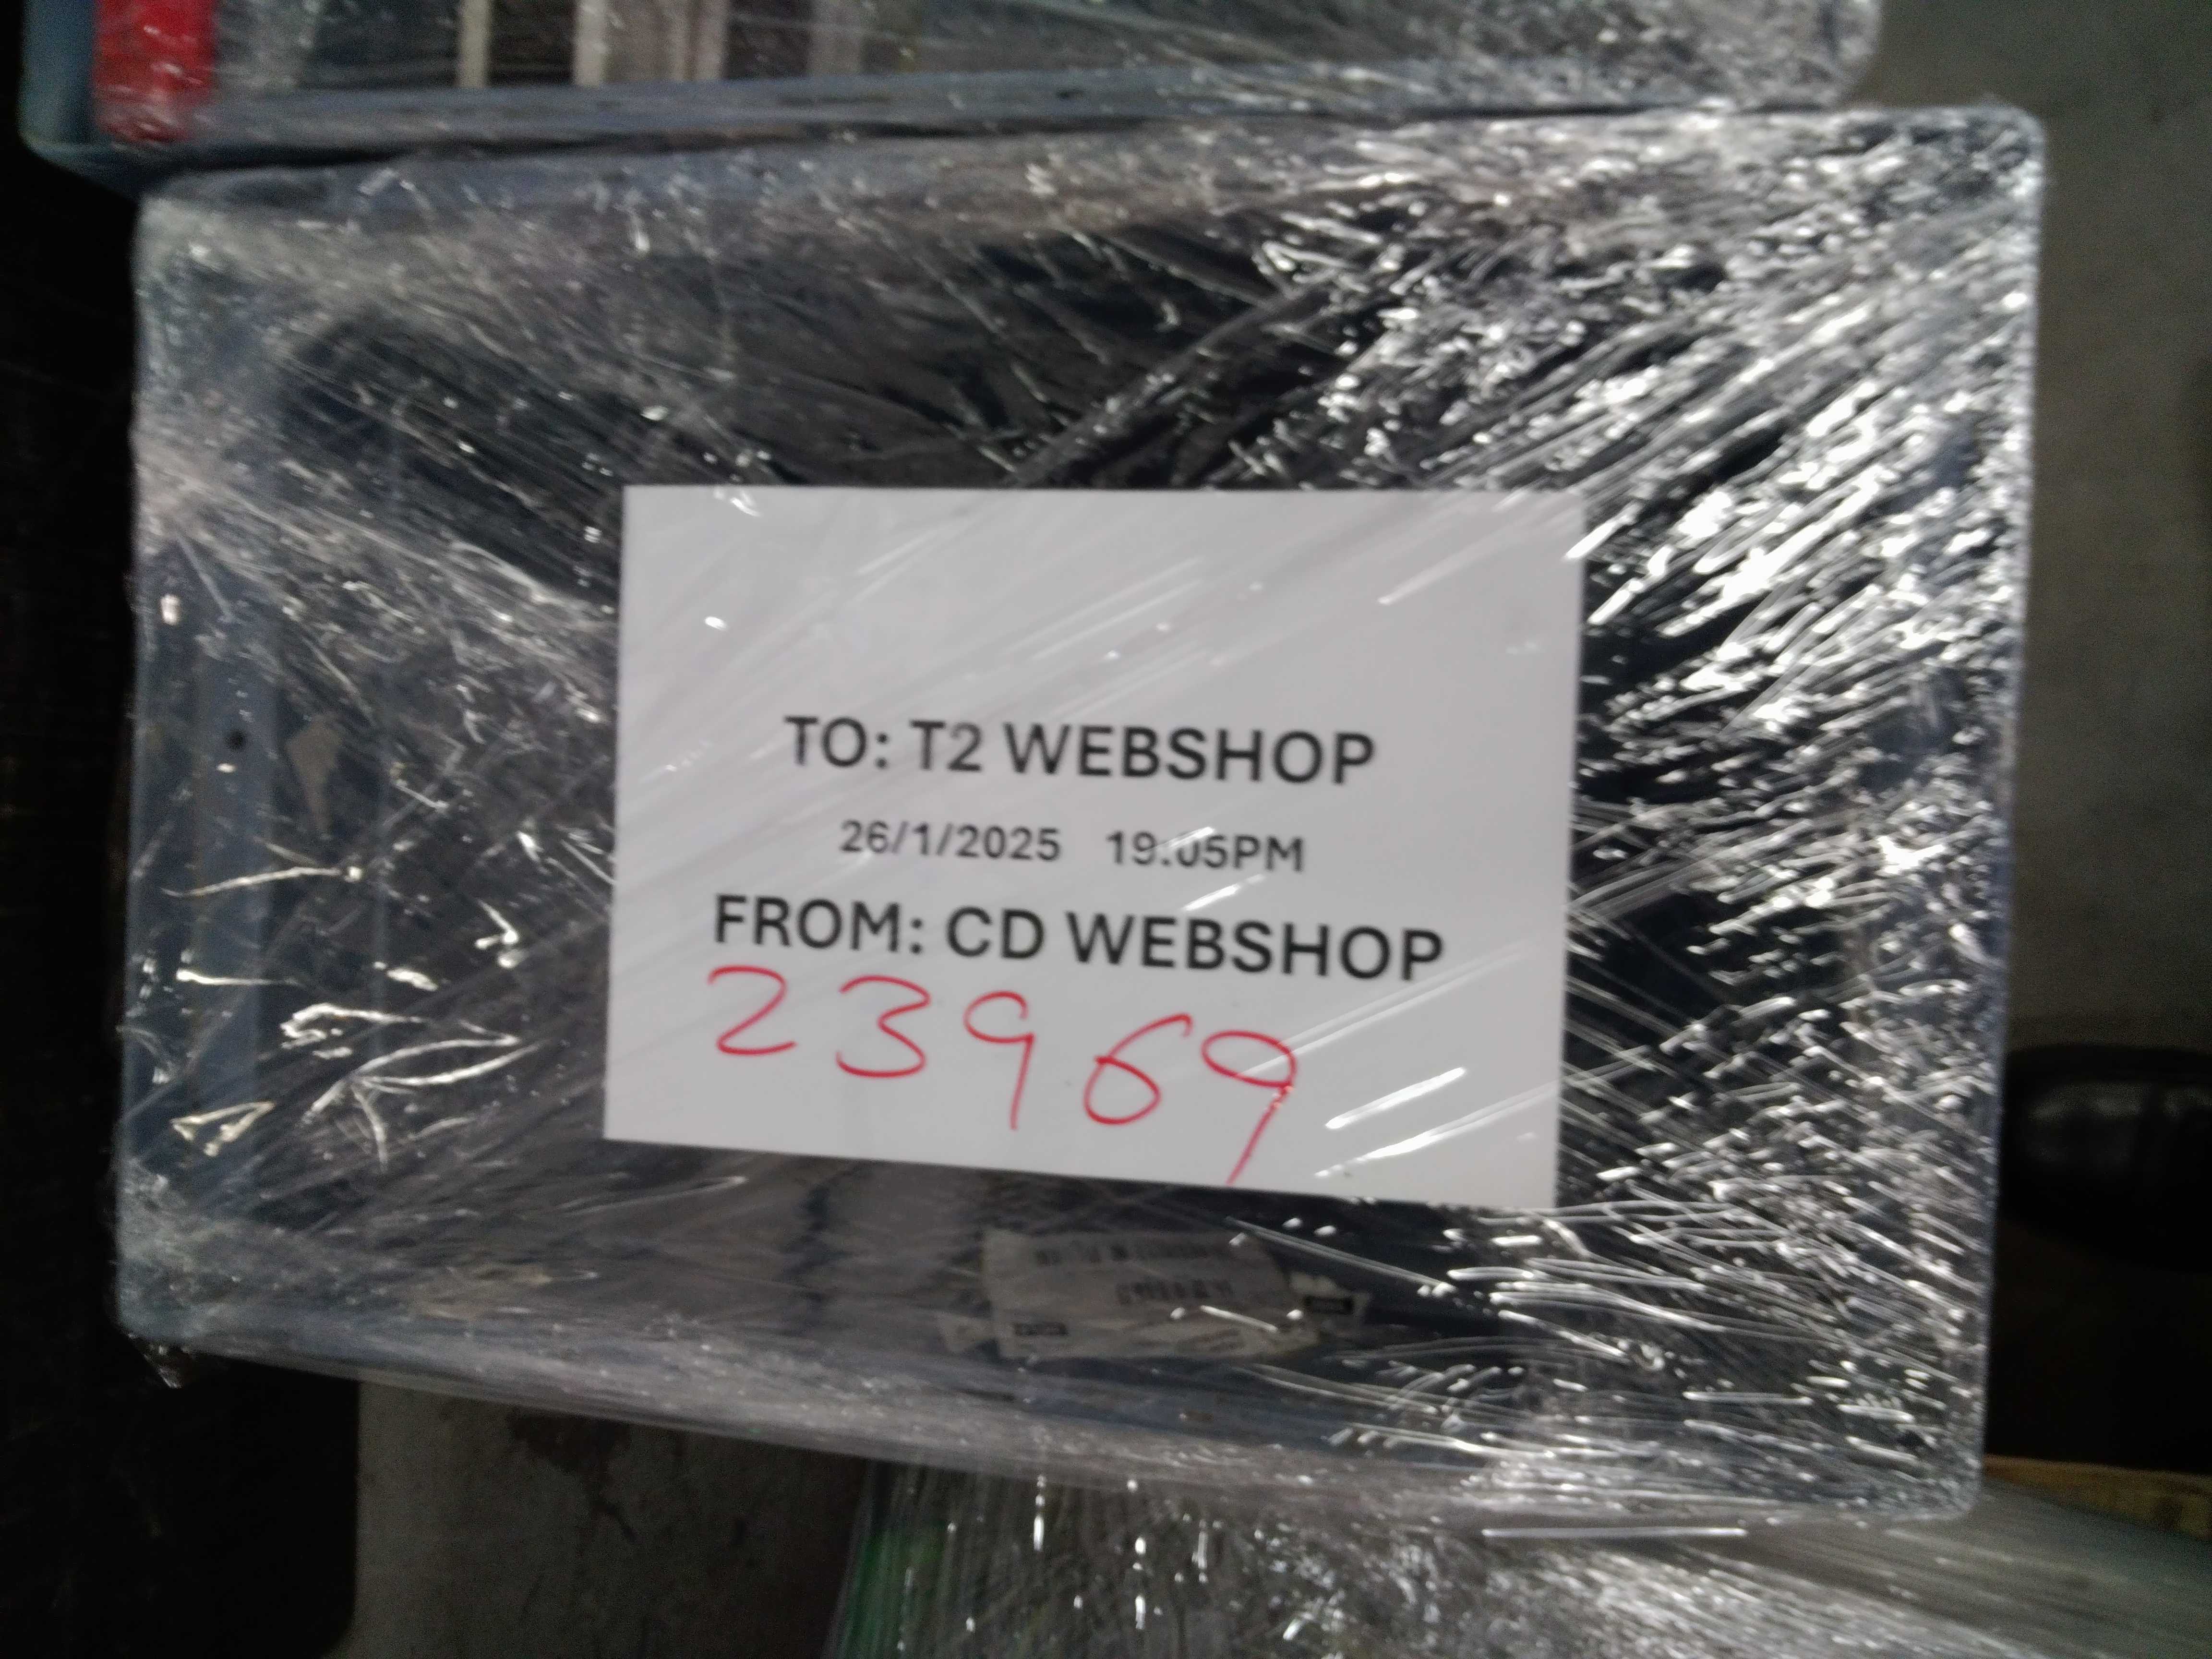 TO: T2 WEBSHOP
26/1/2025 19.05PM
FROM: CD WEBSHOP
23969